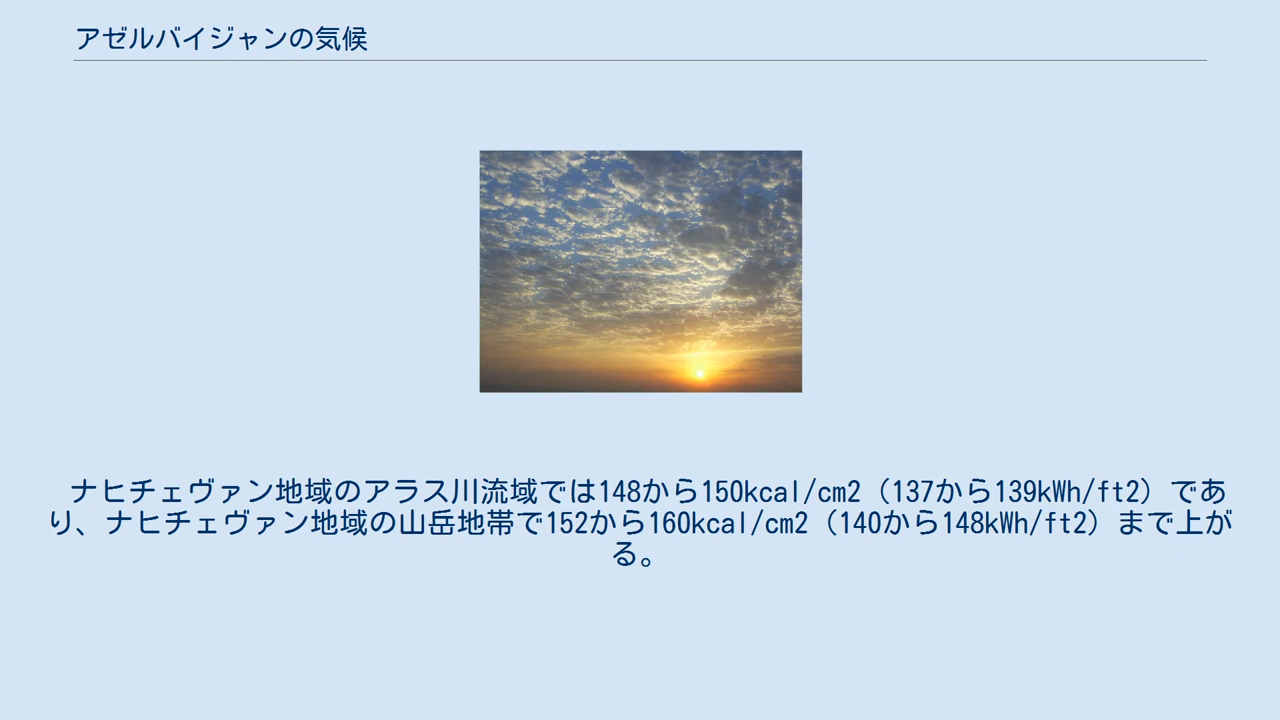 アゼルバイジャンの気候
ナヒチェヴァン地域のアラス川流域では148から150kcal/cm2（137から139kWh/ft2）であ
り、ナヒチェヴァン地域の山岳地帯で152から160kcal/cm2（140から148kWh/ft2）まで上が
る。